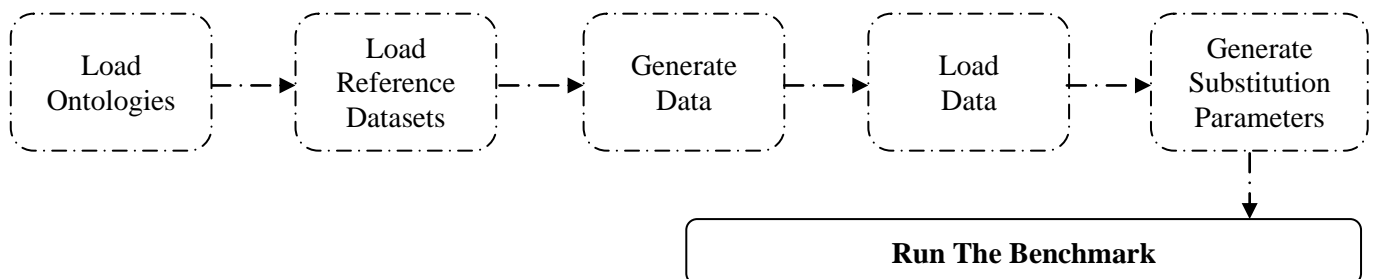 Load
Ontologies
Load
Reference
Datasets
Generate
Data
Load
Data
Generate
Substitution
Parameters
Run The Benchmark